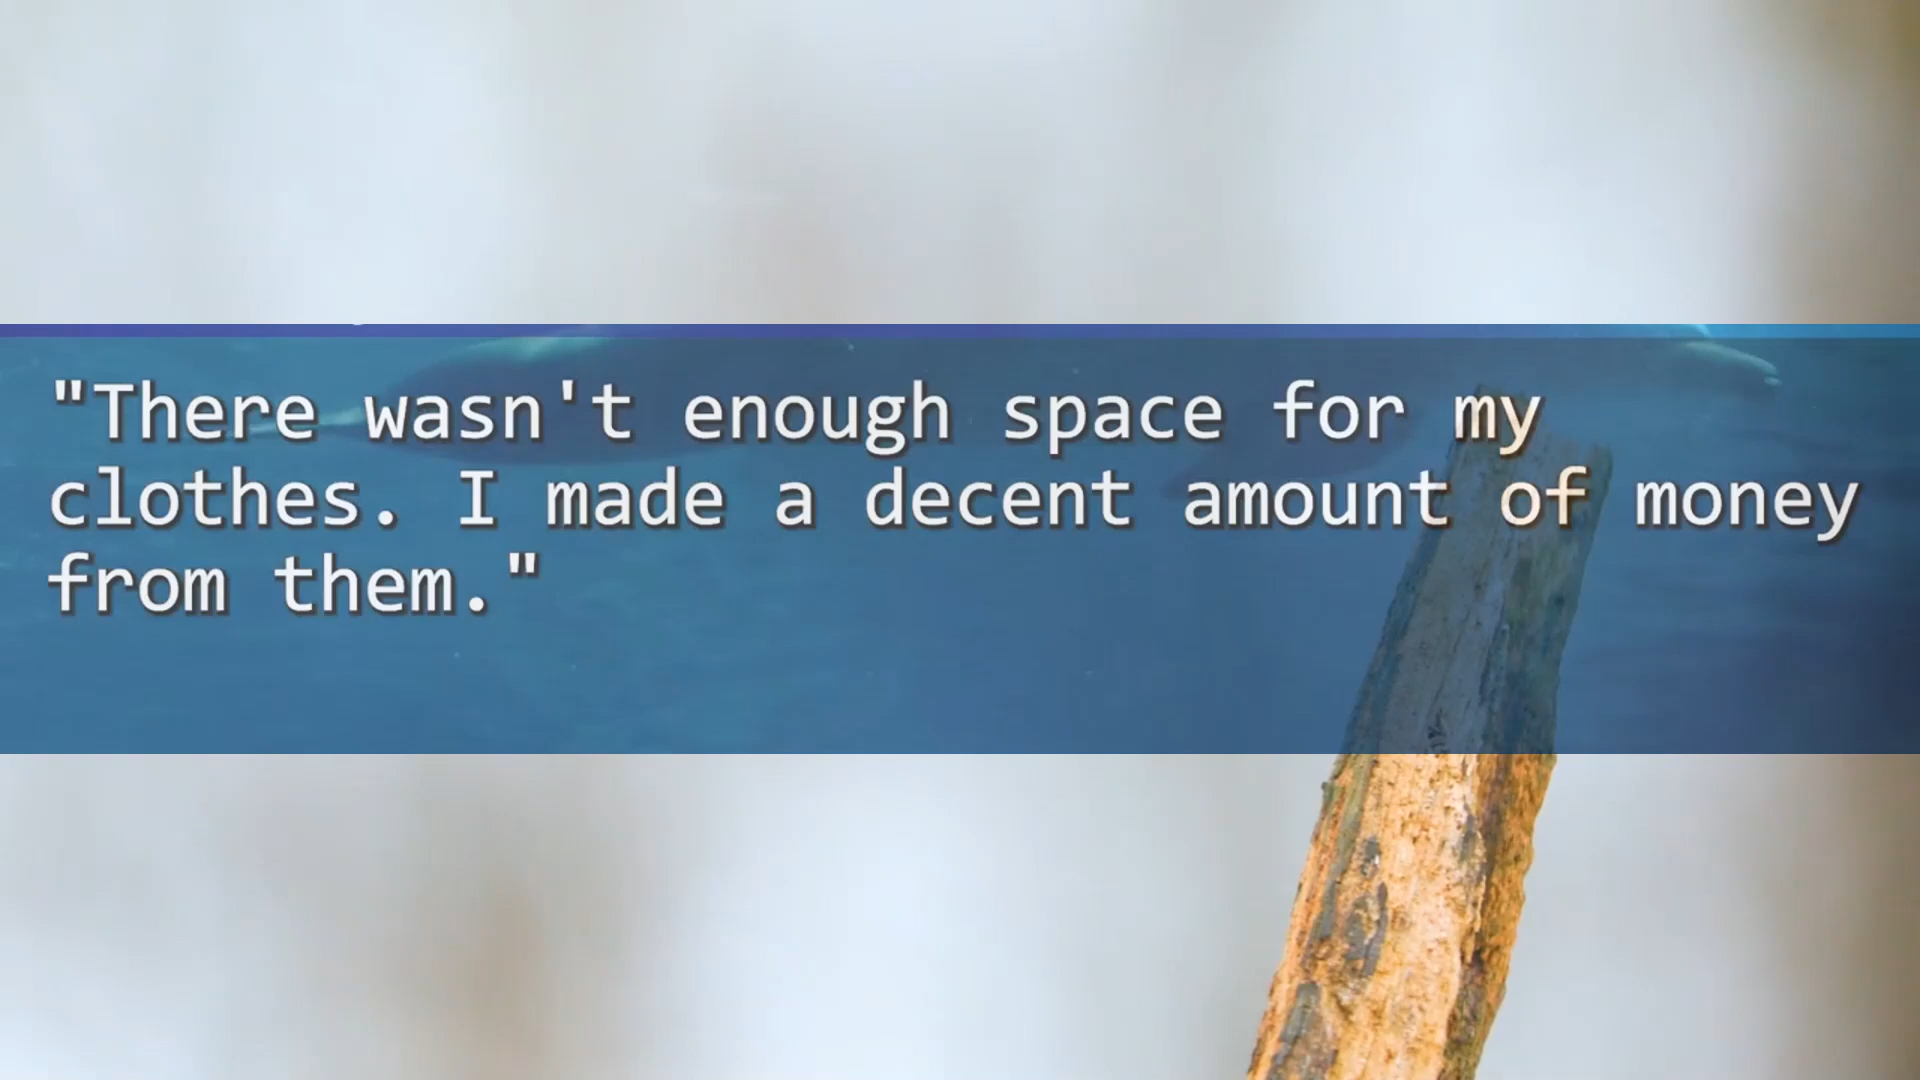 "There wasn't enough space for my
clothes. I made a decent amount of money
from them."